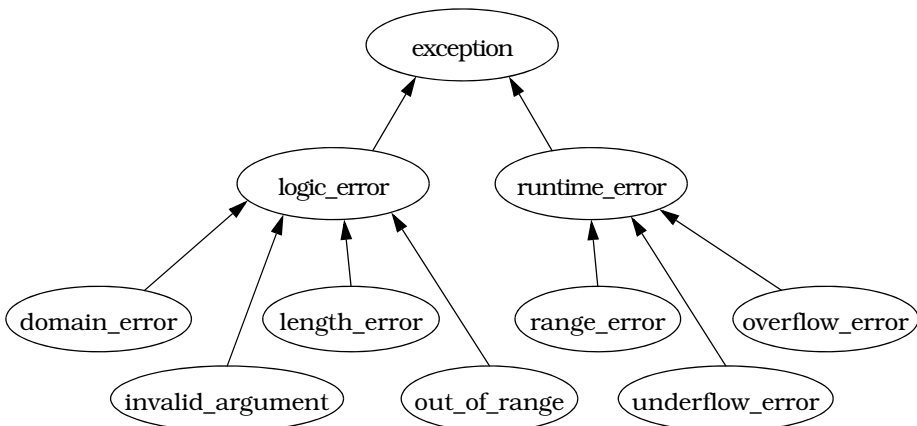 exception
logic_error
runtime_error
domain_error
length_error
range_error
overflow_error
invalid_argument
out_of_range
underflow_error